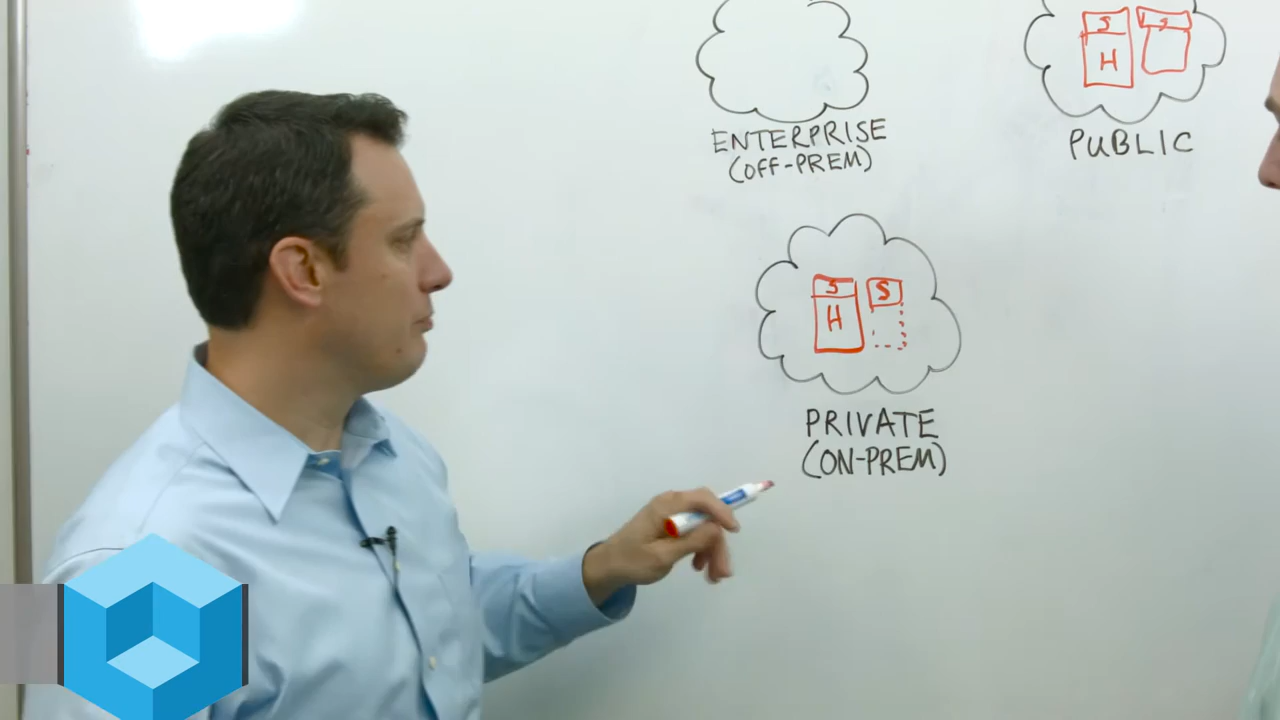 S
H
S
ENTERPRISE
(OFF-PREM)
PUBLIC
S
H
S
PRIVATE
(ON-PREM)